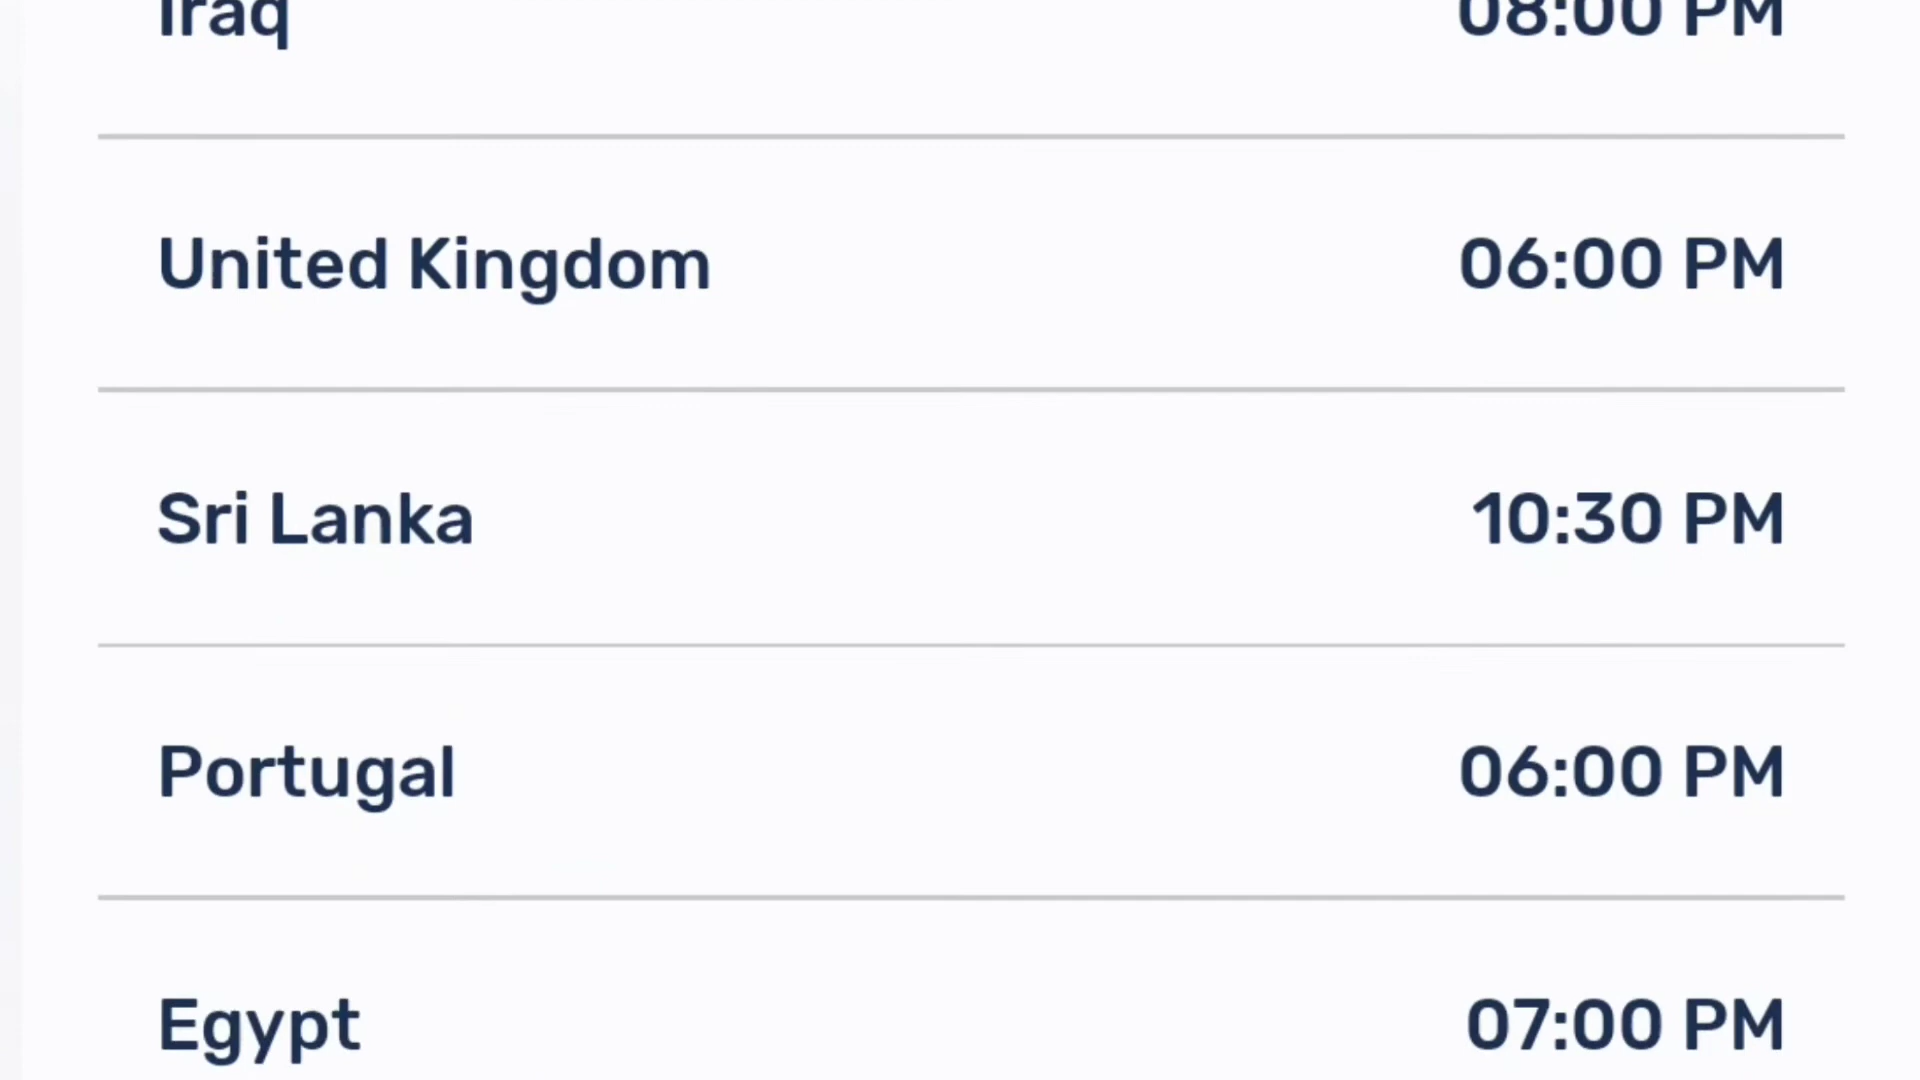 Iraq 08:00 PM
United Kingdom 06:00 PM
Sri Lanka 10:30 PM
Portugal 06:00 PM
Egypt 07:00 PM